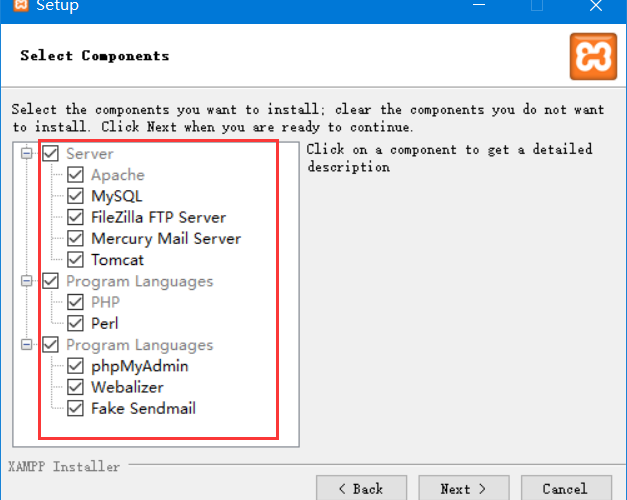 Setup
Select Components
Select the components you want to install; clear the components you do not want
to install. Click Next when you are ready to continue.
Server
Apache
MySQL
FileZilla FTP Server
Mercury Mail Server
Tomcat
Program Languages
PHP
Perl
Program Languages
phpMyAdmin
Webalizer
Fake Sendmail
Click on a component to get a detailed
description
XAMPP Installer
< Back
Next >
Cancel